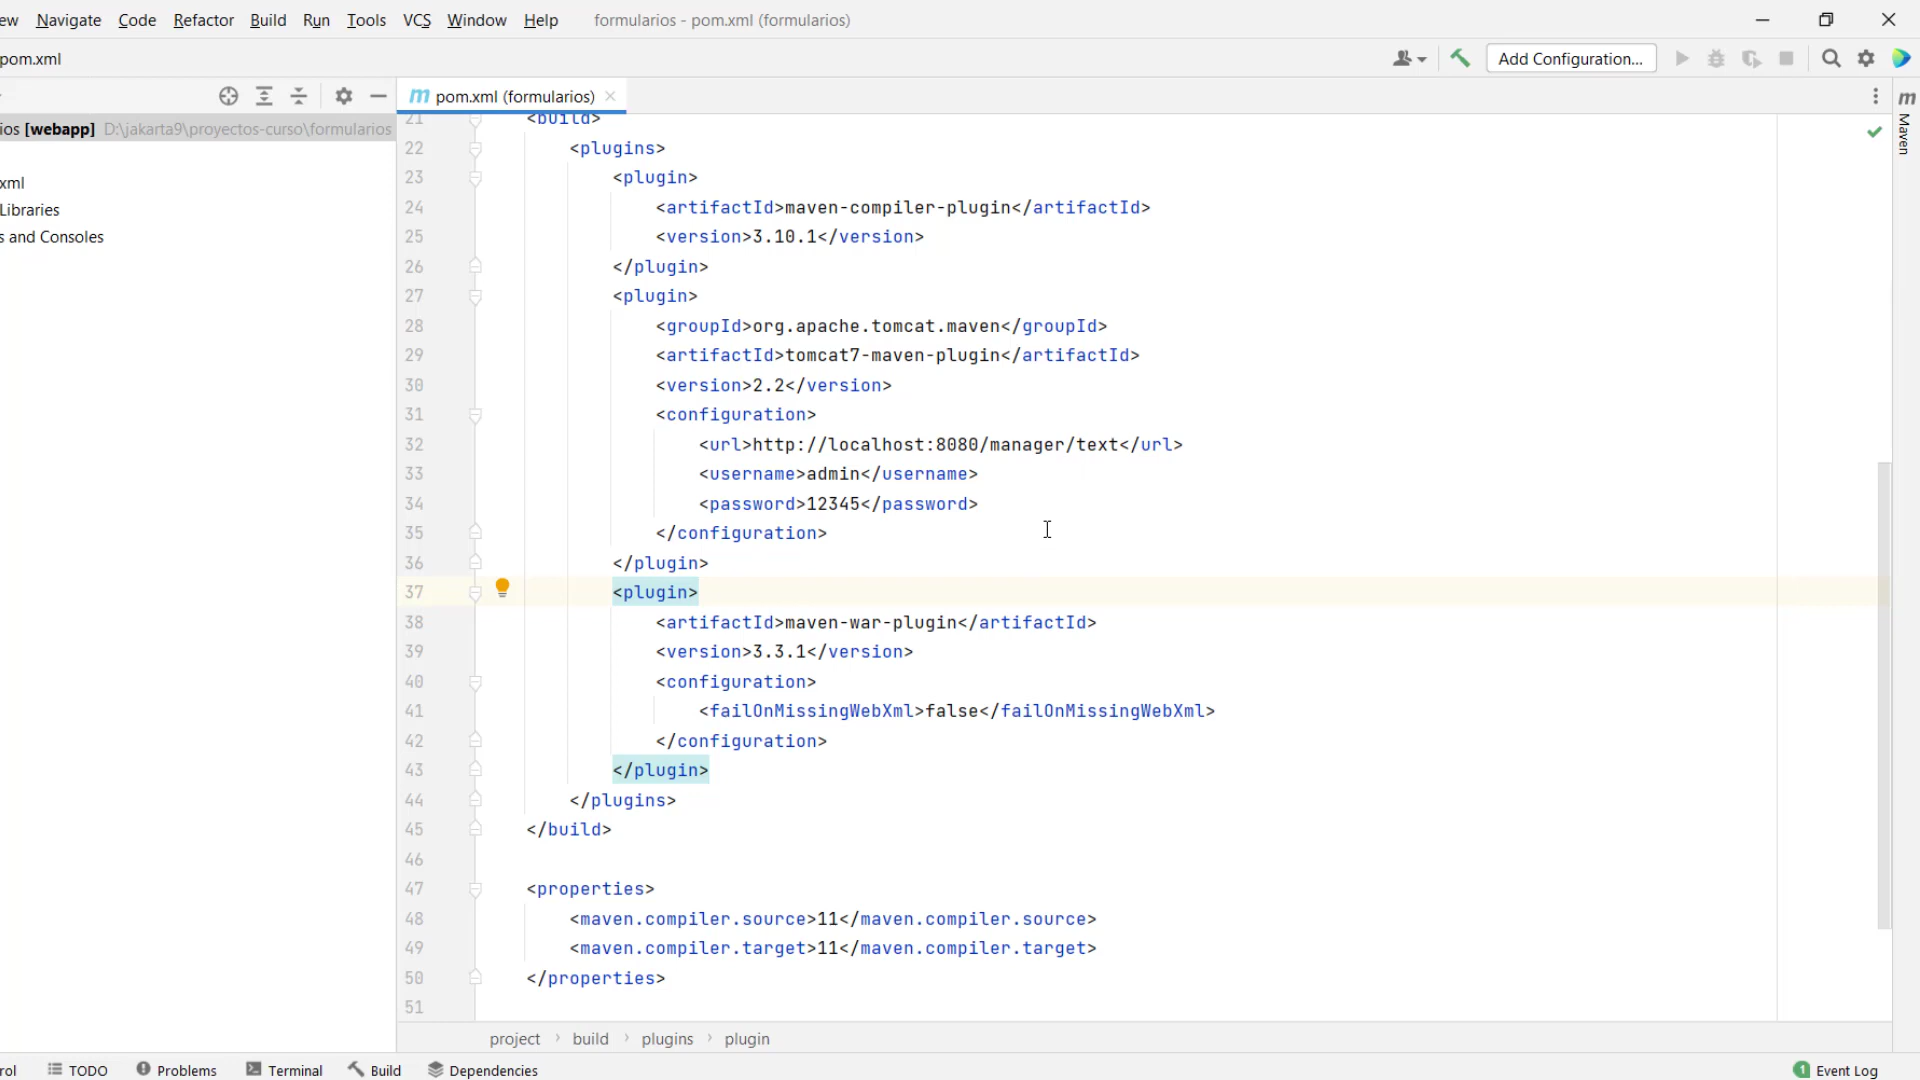 ew Navigate Code Refactor Build Run Tools VCS Window Help formularios - pom.xml (formularios)
pom.xml Add Configuration...
m pom.xml (formularios)
ios [webapp] D:\jakarta9\proyectos-curso\formularios
xml
Libraries
s and Consoles
21 <build>
22 <plugins>
23 <plugin>
24 <artifactId>maven-compiler-plugin</artifactId>
25 <version>3.10.1</version>
26 </plugin>
27 <plugin>
28 <groupId>org.apache.tomcat.maven</groupId>
29 <artifactId>tomcat7-maven-plugin</artifactId>
30 <version>2.2</version>
31 <configuration>
32 <url>http://localhost:8080/manager/text</url>
33 <username>admin</username>
34 <password>12345</password>
35 </configuration>
36 </plugin>
37 <plugin>
38 <artifactId>maven-war-plugin</artifactId>
39 <version>3.3.1</version>
40 <configuration>
41 <failOnMissingWebXml>false</failOnMissingWebXml>
42 </configuration>
43 </plugin>
44 </plugins>
45 </build>
46
47 <properties>
48 <maven.compiler.source>11</maven.compiler.source>
49 <maven.compiler.target>11</maven.compiler.target>
50 </properties>
51
m Maven
project › build › plugins › plugin
rol TODO Problems Terminal Build Dependencies 1 Event Log